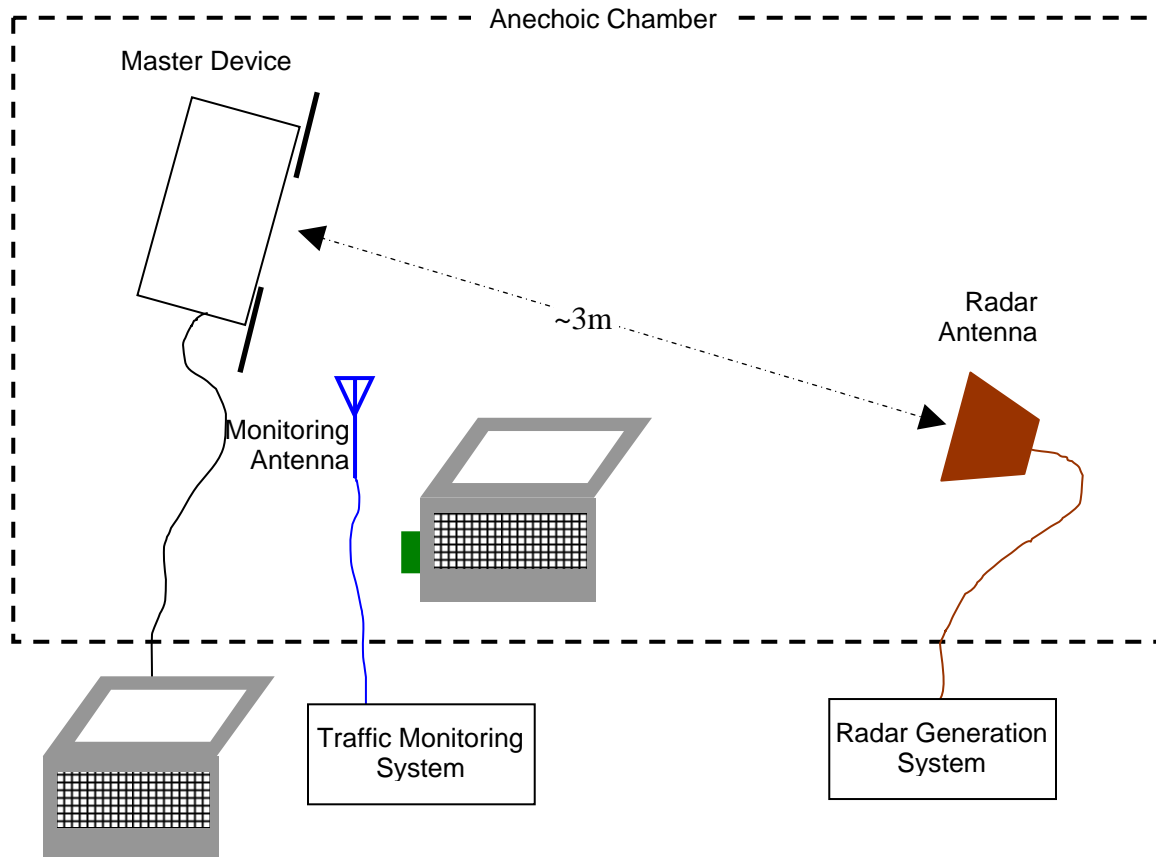 Anechoic Chamber
Master Device
~3m
Radar
Antenna
Monitoring
Antenna
Traffic Monitoring
System
Radar Generation
System